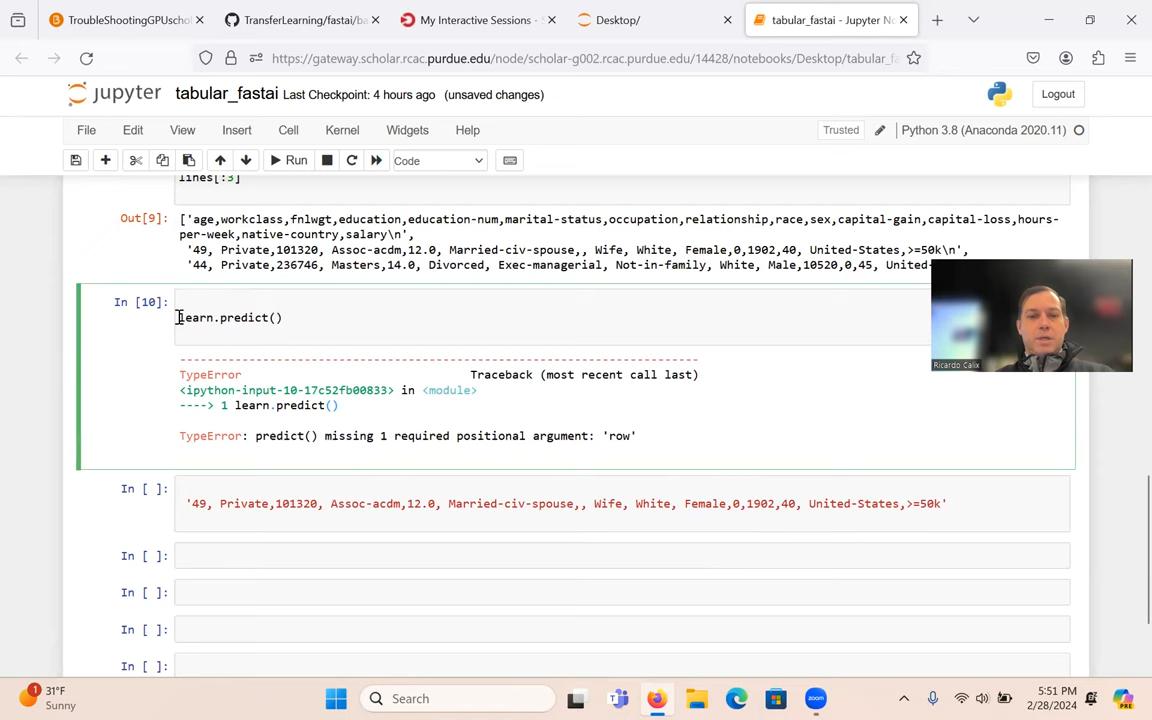 TroubleShootingGPUschol
TransferLearning/fastai/ba
My Interactive Sessions - S
Desktop/
tabular_fastai - Jupyter No
https://gateway.scholar.rcac.purdue.edu/node/scholar-g002.rcac.purdue.edu/14428/notebooks/Desktop/tabular_fa
jupyter tabular_fastai Last Checkpoint: 4 hours ago (unsaved changes)
Logout
File Edit View Insert Cell Kernel Widgets Help
Trusted
Python 3.8 (Anaconda 2020.11)
Run
Code
lines[:3]
Out[9]: ['age,workclass,fnlwgt,education,education-num,marital-status,occupation,relationship,race,sex,capital-gain,capital-loss,hours-
per-week,native-country,salary\n',
'49, Private,101320, Assoc-acdm,12.0, Married-civ-spouse,, Wife, White, Female,0,1902,40, United-States,>=50k\n',
'44, Private,236746, Masters,14.0, Divorced, Exec-managerial, Not-in-family, White, Male,10520,0,45, United-
In [10]:
learn.predict()
Ricardo Calix
---------------------------------------------------------------------------
TypeError Traceback (most recent call last)
<ipython-input-10-17c52fb00833> in <module>
----> 1 learn.predict()
TypeError: predict() missing 1 required positional argument: 'row'
In [ ]:
'49, Private,101320, Assoc-acdm,12.0, Married-civ-spouse,, Wife, White, Female,0,1902,40, United-States,>=50k'
In [ ]:
In [ ]:
In [ ]:
In [ ]:
1
31°F
Sunny
Search
zoom
5:51 PM
2/28/2024
PRE